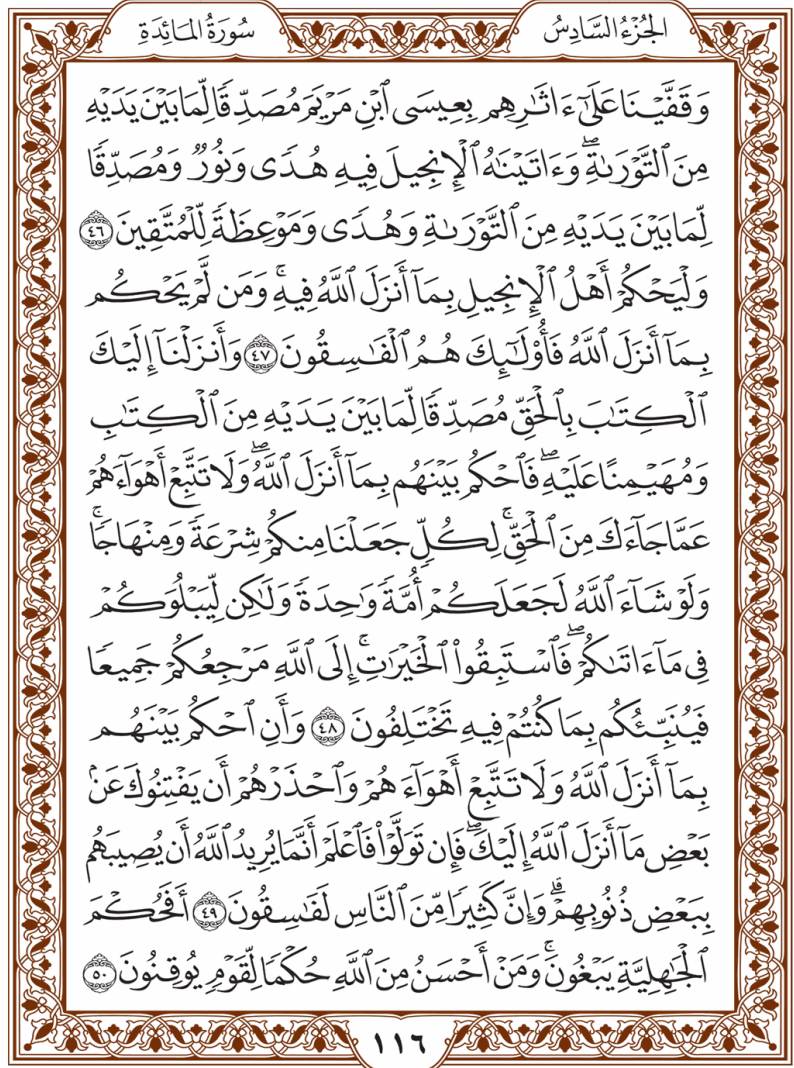 الجُزْءُ السَّادِسُ
سُورَةُ المَائِدَةِ
وَقَفَّيْنَا عَلَىٰٓ ءَاثَٰرِهِم بِعِيسَى ٱبْنِ مَرْيَمَ مُصَدِّقًا لِّمَا بَيْنَ يَدَيْهِ
مِنَ ٱلتَّوْرَىٰةِۖ وَءَاتَيْنَٰهُ ٱلْإِنجِيلَ فِيهِ هُدًى وَنُورٌ وَمُصَدِّقًا
لِّمَا بَيْنَ يَدَيْهِ مِنَ ٱلتَّوْرَىٰةِ وَهُدًى وَمَوْعِظَةً لِّلْمُتَّقِينَ ٤٦
وَلْيَحْكُمْ أَهْلُ ٱلْإِنجِيلِ بِمَآ أَنزَلَ ٱللَّهُ فِيهِۚ وَمَن لَّمْ يَحْكُم
بِمَآ أَنزَلَ ٱللَّهُ فَأُو۟لَٰٓئِكَ هُمُ ٱلْفَٰسِقُونَ ٤٧ وَأَنزَلْنَآ إِلَيْكَ
ٱلْكِتَٰبَ بِٱلْحَقِّ مُصَدِّقًا لِّمَا بَيْنَ يَدَيْهِ مِنَ ٱلْكِتَٰبِ
وَمُهَيْمِنًا عَلَيْهِۖ فَٱحْكُم بَيْنَهُم بِمَآ أَنزَلَ ٱللَّهُۖ وَلَا تَتَّبِعْ أَهْوَآءَهُمْ
عَمَّا جَآءَكَ مِنَ ٱلْحَقِّۚ لِكُلٍّ جَعَلْنَا مِنكُمْ شِرْعَةً وَمِنْهَاجًاۚ
وَلَوْ شَآءَ ٱللَّهُ لَجَعَلَكُمْ أُمَّةً وَٰحِدَةً وَلَٰكِن لِّيَبْلُوَكُمْ
فِى مَآ ءَاتَىٰكُمْۖ فَٱسْتَبِقُوا۟ ٱلْخَيْرَٰتِۚ إِلَى ٱللَّهِ مَرْجِعُكُمْ جَمِيعًا
فَيُنَبِّئُكُم بِمَا كُنتُمْ فِيهِ تَخْتَلِفُونَ ٤٨ وَأَنِ ٱحْكُم بَيْنَهُم
بِمَآ أَنزَلَ ٱللَّهُ وَلَا تَتَّبِعْ أَهْوَآءَهُمْ وَٱحْذَرْهُمْ أَن يَفْتِنُوكَ عَنۢ
بَعْضِ مَآ أَنزَلَ ٱللَّهُ إِلَيْكَۖ فَإِن تَوَلَّوْا۟ فَٱعْلَمْ أَنَّمَا يُرِيدُ ٱللَّهُ أَن يُصِيبَهُم
بِبَعْضِ ذُنُوبِهِمْۗ وَإِنَّ كَثِيرًا مِّنَ ٱلنَّاسِ لَفَٰسِقُونَ ٤٩ أَفَحُكْمَ
ٱلْجَٰهِلِيَّةِ يَبْغُونَۚ وَمَنْ أَحْسَنُ مِنَ ٱللَّهِ حُكْمًا لِّقَوْمٍ يُوقِنُونَ ٥٠
١١٦